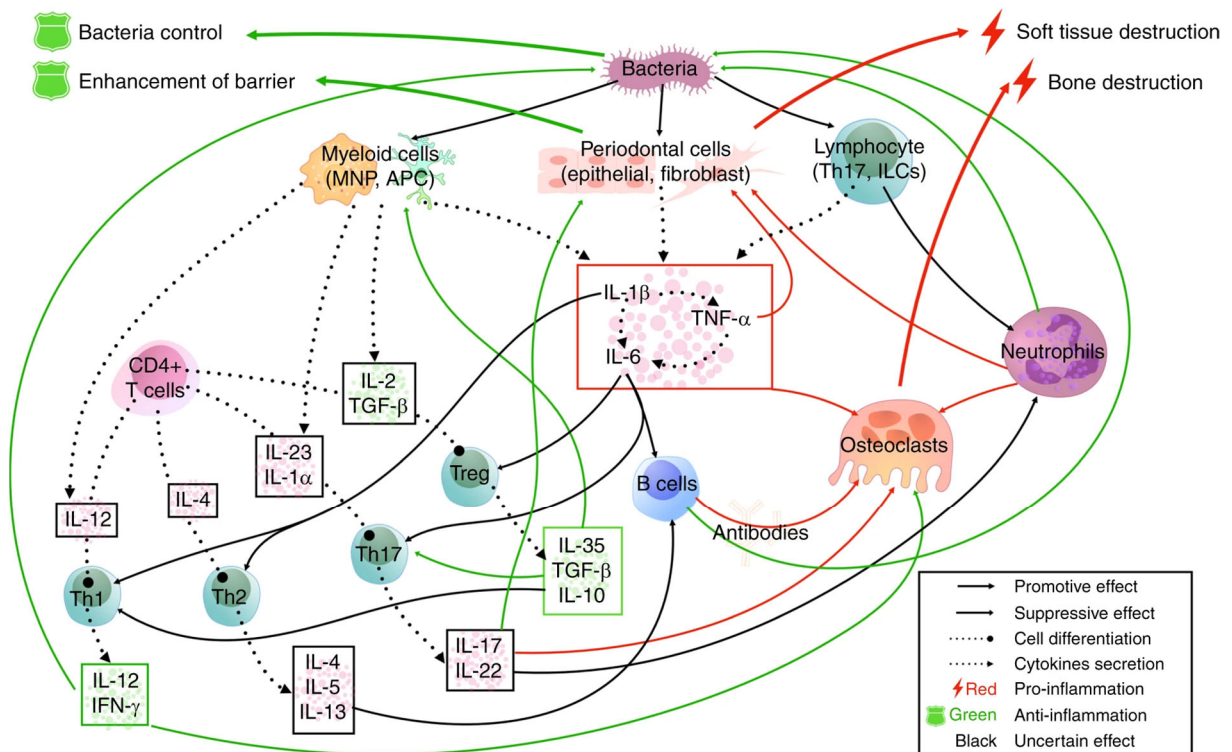 Bacteria control
Enhancement of barrier
Bacteria
Soft tissue destruction
Bone destruction
Myeloid cells
(MNP, APC)
Periodontal cells
(epithelial, fibroblast)
Lymphocyte
(Th17, ILCs)
IL-1β
TNF-α
IL-6
Neutrophils
CD4+
T cells
IL-2
TGF-β
IL-23
IL-1α
Treg
B cells
Osteoclasts
IL-4
IL-12
Antibodies
Th17
IL-35
TGF-β
IL-10
Th1
Th2
IL-17
IL-22
IL-12
IFN-γ
IL-4
IL-5
IL-13
Promotive effect
Suppressive effect
Cell differentiation
Cytokines secretion
Red Pro-inflammation
Green Anti-inflammation
Black Uncertain effect